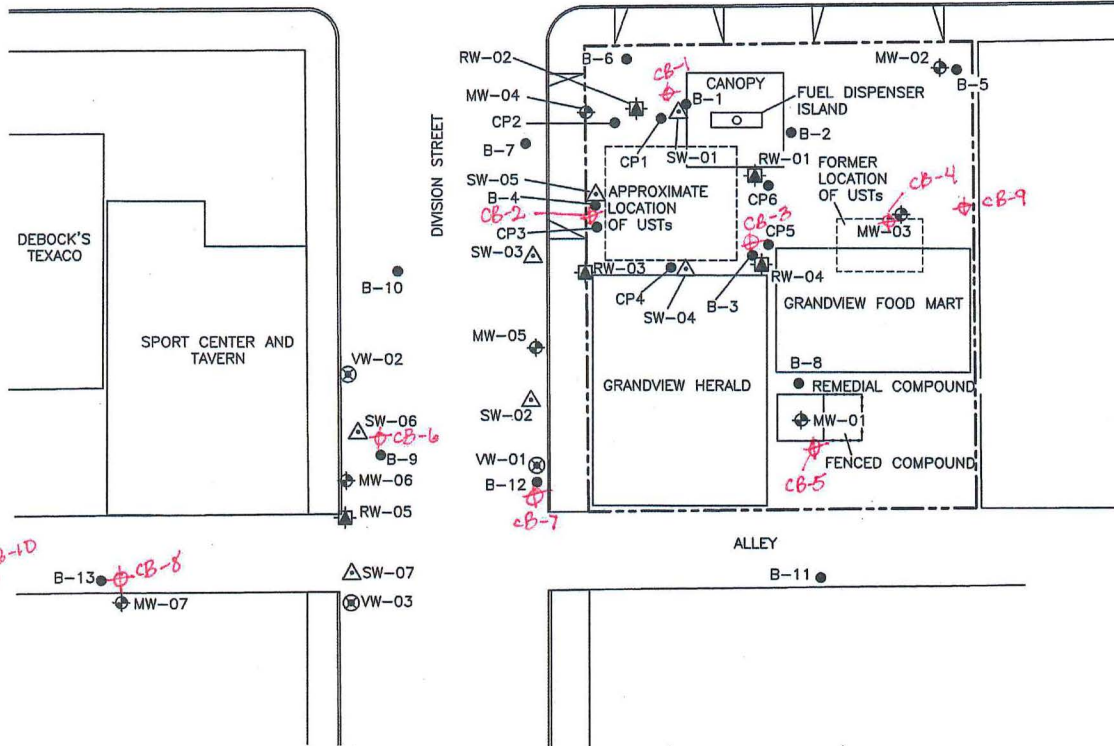 RW-02
B-6
CB-1
MW-02
B-5
MW-04
CANOPY
B-1
FUEL DISPENSER
ISLAND
CP2
B-2
B-7
CP1
SW-01
RW-01
FORMER
LOCATION
OF USTs
CB-4
CB-9
DIVISION STREET
SW-05
APPROXIMATE
LOCATION
OF USTs
B-4
CB-2
CP6
CB-3
MW-03
CP3
CP5
DEBOCK'S
TEXACO
SW-03
RW-03
RW-04
B-10
CP4
SW-04
B-3
GRANDVIEW FOOD MART
SPORT CENTER AND
TAVERN
MW-05
VW-02
GRANDVIEW HERALD
B-8
REMEDIAL COMPOUND
SW-02
SW-06
CB-6
MW-01
B-9
VW-01
FENCED COMPOUND
MW-06
B-12
CB-5
RW-05
CB-7
ALLEY
B-10
B-13
CB-8
SW-07
B-11
MW-07
VW-03